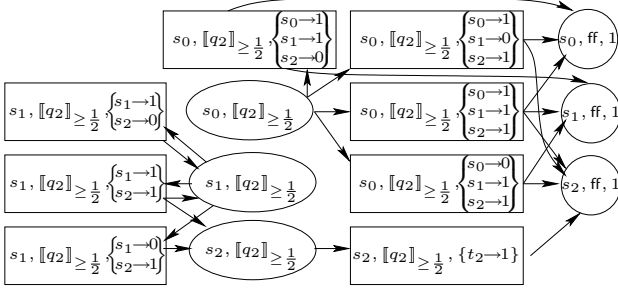 s₀, ⟦q₂⟧≥1/2, {s₀→1 s₁→1 s₂→0}
s₀, ⟦q₂⟧≥1/2, {s₀→1 s₁→0 s₂→1}
s₀, ff, 1
s₁, ⟦q₂⟧≥1/2, {s₁→1 s₂→0}
s₀, ⟦q₂⟧≥1/2
s₀, ⟦q₂⟧≥1/2, {s₀→1 s₁→1 s₂→1}
s₁, ff, 1
s₁, ⟦q₂⟧≥1/2, {s₁→1 s₂→1}
s₁, ⟦q₂⟧≥1/2
s₀, ⟦q₂⟧≥1/2, {s₀→0 s₁→1 s₂→1}
s₂, ff, 1
s₁, ⟦q₂⟧≥1/2, {s₁→0 s₂→1}
s₂, ⟦q₂⟧≥1/2
s₂, ⟦q₂⟧≥1/2, {t₂→1}